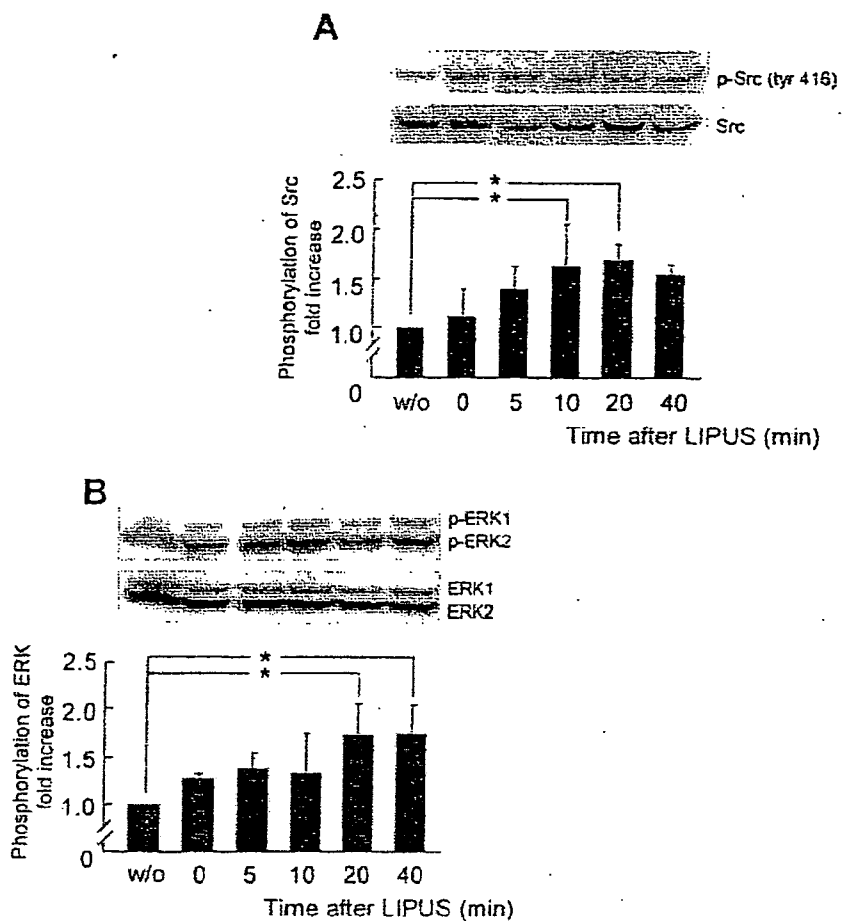 A
p-Src (tyr 416)
Src
Phosphorylation of Src
fold increase
2.5
2.0
1.5
1.0
0
*
*
w/o 0 5 10 20 40
Time after LIPUS (min)
B
p-ERK1
p-ERK2
ERK1
ERK2
Phosphorylation of ERK
fold increase
2.5
2.0
1.5
1.0
0
*
*
w/o 0 5 10 20 40
Time after LIPUS (min)